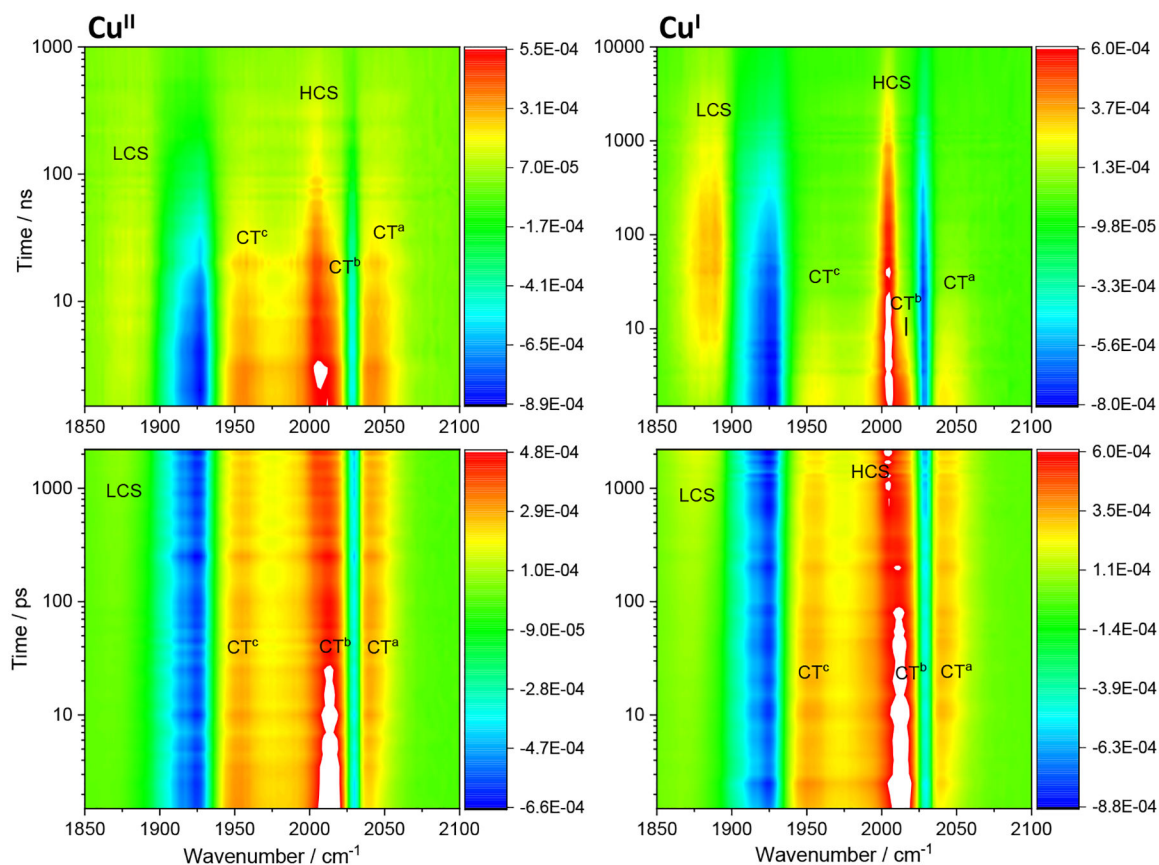 Cu^II
1000
100
10
Time / ns
LCS
HCS
CT^c
CT^b
CT^a
1850 1900 1950 2000 2050 2100
5.5E-04
3.1E-04
7.0E-05
-1.7E-04
-4.1E-04
-6.5E-04
-8.9E-04
Cu^I
10000
1000
100
10
LCS
HCS
CT^c
CT^b
CT^a
1850 1900 1950 2000 2050 2100
6.0E-04
3.7E-04
1.3E-04
-9.8E-05
-3.3E-04
-5.6E-04
-8.0E-04
1000
100
10
Time / ps
LCS
CT^c
CT^b
CT^a
1850 1900 1950 2000 2050 2100
Wavenumber / cm^-1
4.8E-04
2.9E-04
1.0E-04
-9.0E-05
-2.8E-04
-4.7E-04
-6.6E-04
1000
100
10
LCS
HCS
CT^c
CT^b
CT^a
1850 1900 1950 2000 2050 2100
Wavenumber / cm^-1
6.0E-04
3.5E-04
1.1E-04
-1.4E-04
-3.9E-04
-6.3E-04
-8.8E-04